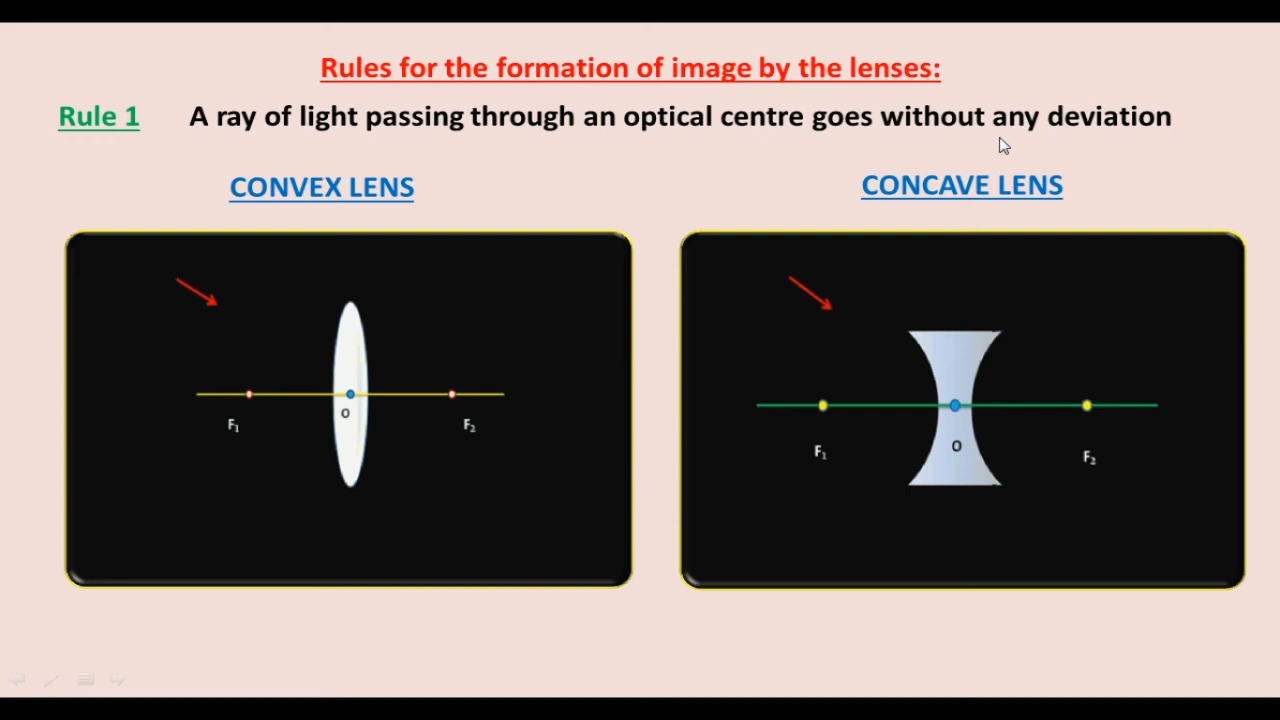 Rules for the formation of image by the lenses:
Rule 1 A ray of light passing through an optical centre goes without any deviation
CONVEX LENS
CONCAVE LENS
O
F₁
F₂
O
F₁
F₂